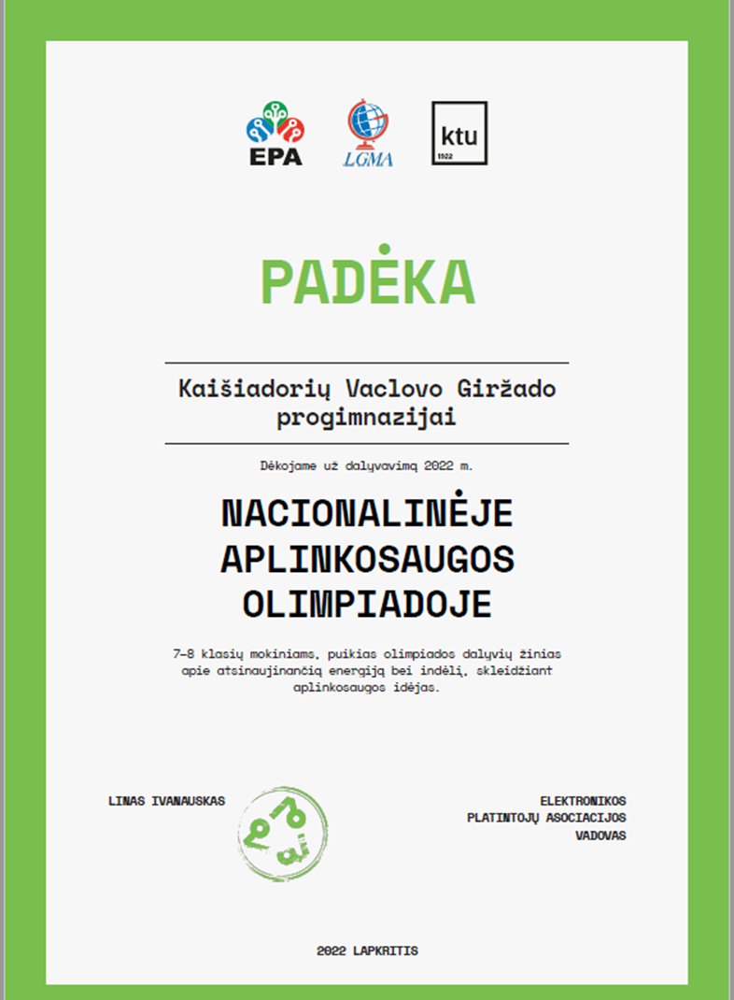 EPA
LGMA
ktu
1922
PADĖKA
Kaišiadorių Vaclovo Giržado
progimnazijai
Dėkojame už dalyvavimą 2022 m.
NACIONALINĖJE
APLINKOSAUGOS
OLIMPIADOJE
7–8 klasių mokiniams, puikias olimpiados dalyvių žinias
apie atsinaujinančią energiją bei indėlį, skleidžiant
aplinkosaugos idėjas.
LINAS IVANAUSKAS
ELEKTRONIKOS
PLATINTOJŲ ASOCIACIJOS
VADOVAS
2022 LAPKRITIS